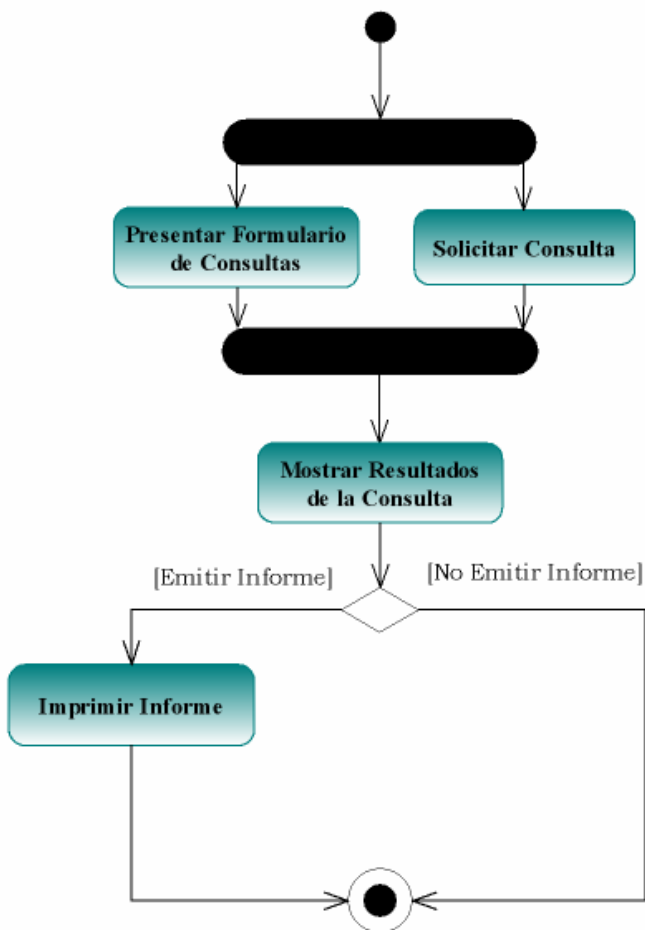 Presentar Formulario
de Consultas
Solicitar Consulta
Mostrar Resultados
de la Consulta
[Emitir Informe]
[No Emitir Informe]
Imprimir Informe